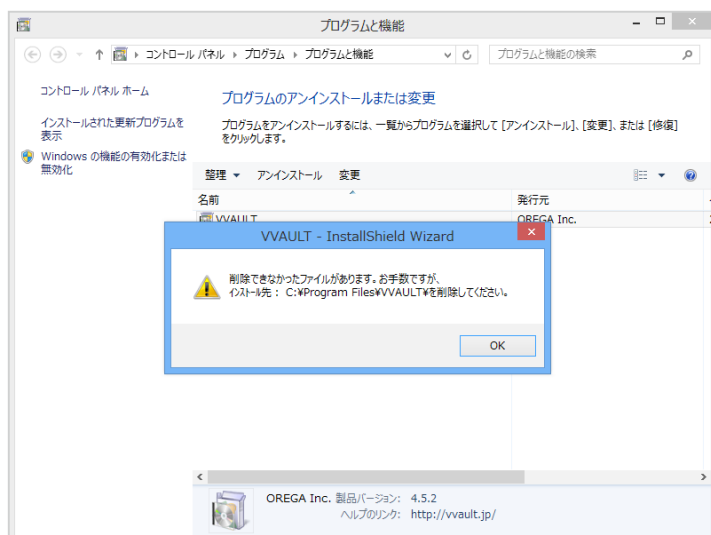 プログラムと機能
コントロール パネル ▸ プログラム ▸ プログラムと機能
プログラムと機能の検索
コントロール パネル ホーム
インストールされた更新プログラムを
表示
Windows の機能の有効化または
無効化
プログラムのアンインストールまたは変更
プログラムをアンインストールするには、一覧からプログラムを選択して [アンインストール]、[変更]、または [修復]
をクリックします。
整理 ▼ アンインストール 変更
名前 発行元
VVAULT OREGA Inc.
VVAULT - InstallShield Wizard
削除できなかったファイルがあります。お手数ですが、
インストール先 : C:¥Program Files¥VVAULT¥を削除してください。
OK
OREGA Inc. 製品バージョン: 4.5.2
ヘルプのリンク: http://vvault.jp/